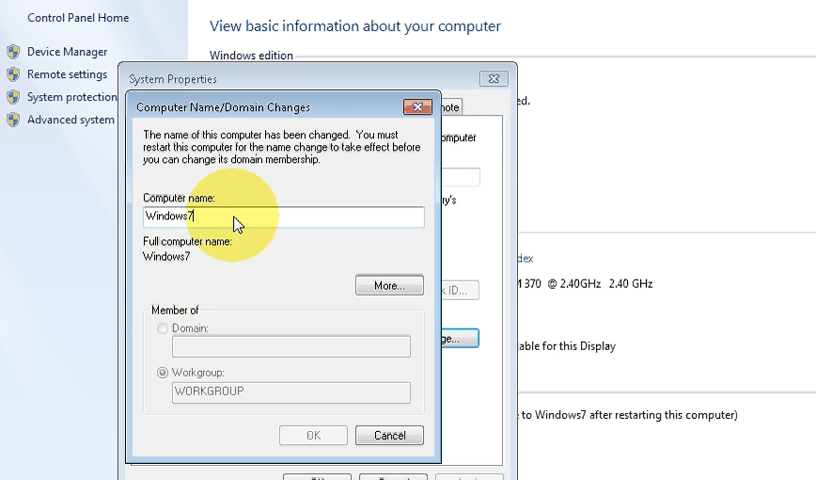 Control Panel Home
View basic information about your computer
Device Manager
Windows edition
Remote settings
System Properties
System protection
Computer Name/Domain Changes
Advanced system
The name of this computer has been changed. You must
restart this computer for the name change to take effect before
you can change its domain membership.
Computer name:
Windows7
Full computer name:
Windows7
More...
370 @ 2.40GHz 2.40 GHz
ID...
Member of
Domain:
able for this Display
Workgroup:
WORKGROUP
to Windows7 after restarting this computer)
OK
Cancel